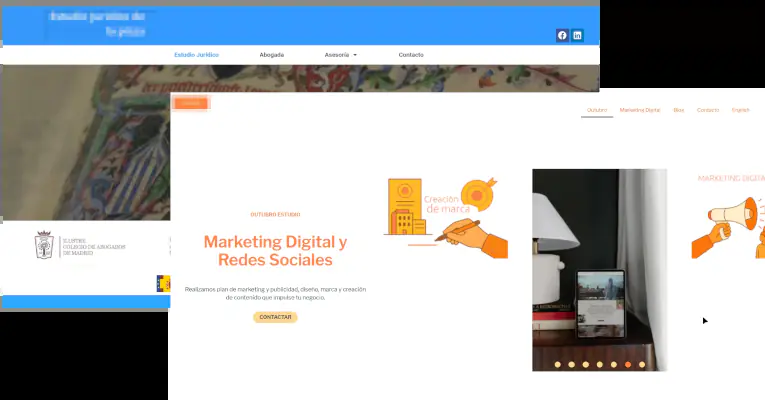 Estudio Jurídico
Abogada
Asesoría
Contacto
ILUSTRE
COLEGIO DE ABOGADOS
DE MADRID
Outubro
Marketing Digital
Blog
Contacto
English
OUTUBRO ESTUDIO
Marketing Digital y
Redes Sociales
Realizamos plan de marketing y publicidad, diseño, marca y creación
de contenido que impulse tu negocio.
CONTACTAR
Creación
de marca
MARKETING DIGITA